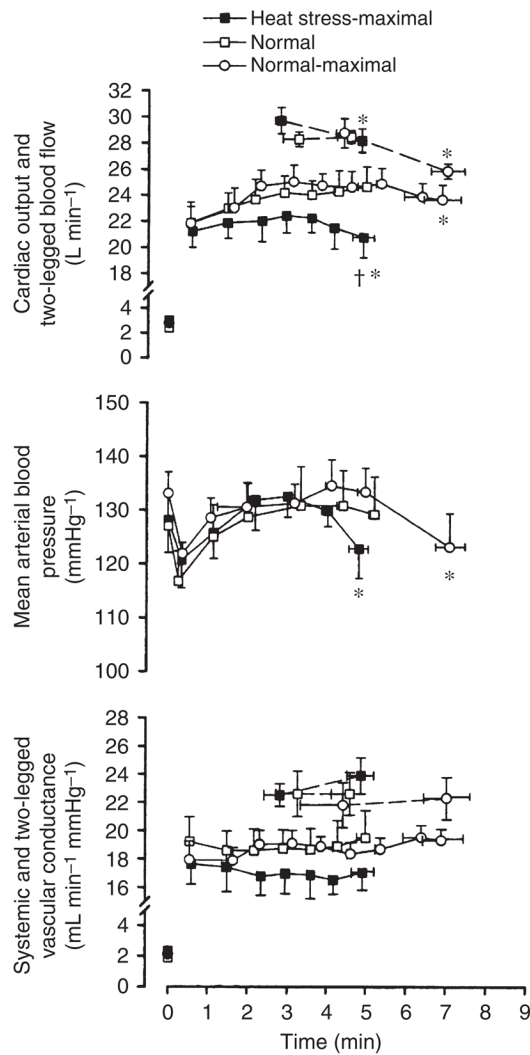 Heat stress-maximal
Normal
Normal-maximal
Cardiac output and
two-legged blood flow
(L min⁻¹)
32
30
28
26
24
22
20
18
4
2
0
*
*
*
† *
Mean arterial blood
pressure
(mmHg⁻¹)
150
140
130
120
110
100
*
*
Systemic and two-legged
vascular conductance
(mL min⁻¹ mmHg⁻¹)
28
26
24
22
20
18
16
4
2
0
0 1 2 3 4 5 6 7 8 9
Time (min)